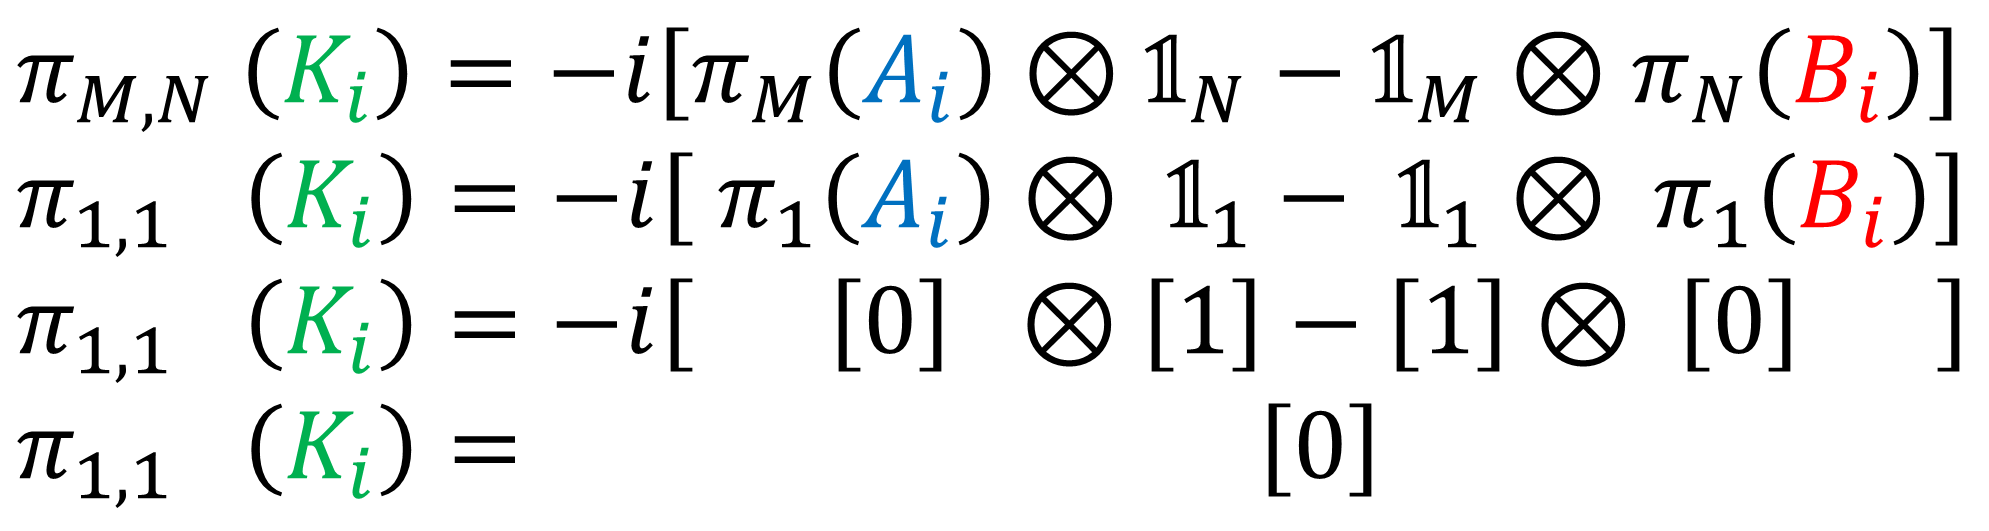 π_{M,N} (K_i) = −i[π_M(A_i) ⊗ 𝟙_N − 𝟙_M ⊗ π_N(B_i)]
π_{1,1} (K_i) = −i[ π_1(A_i) ⊗ 𝟙_1 − 𝟙_1 ⊗ π_1(B_i)]
π_{1,1} (K_i) = −i[ [0] ⊗ [1] − [1] ⊗ [0] ]
π_{1,1} (K_i) = [0]